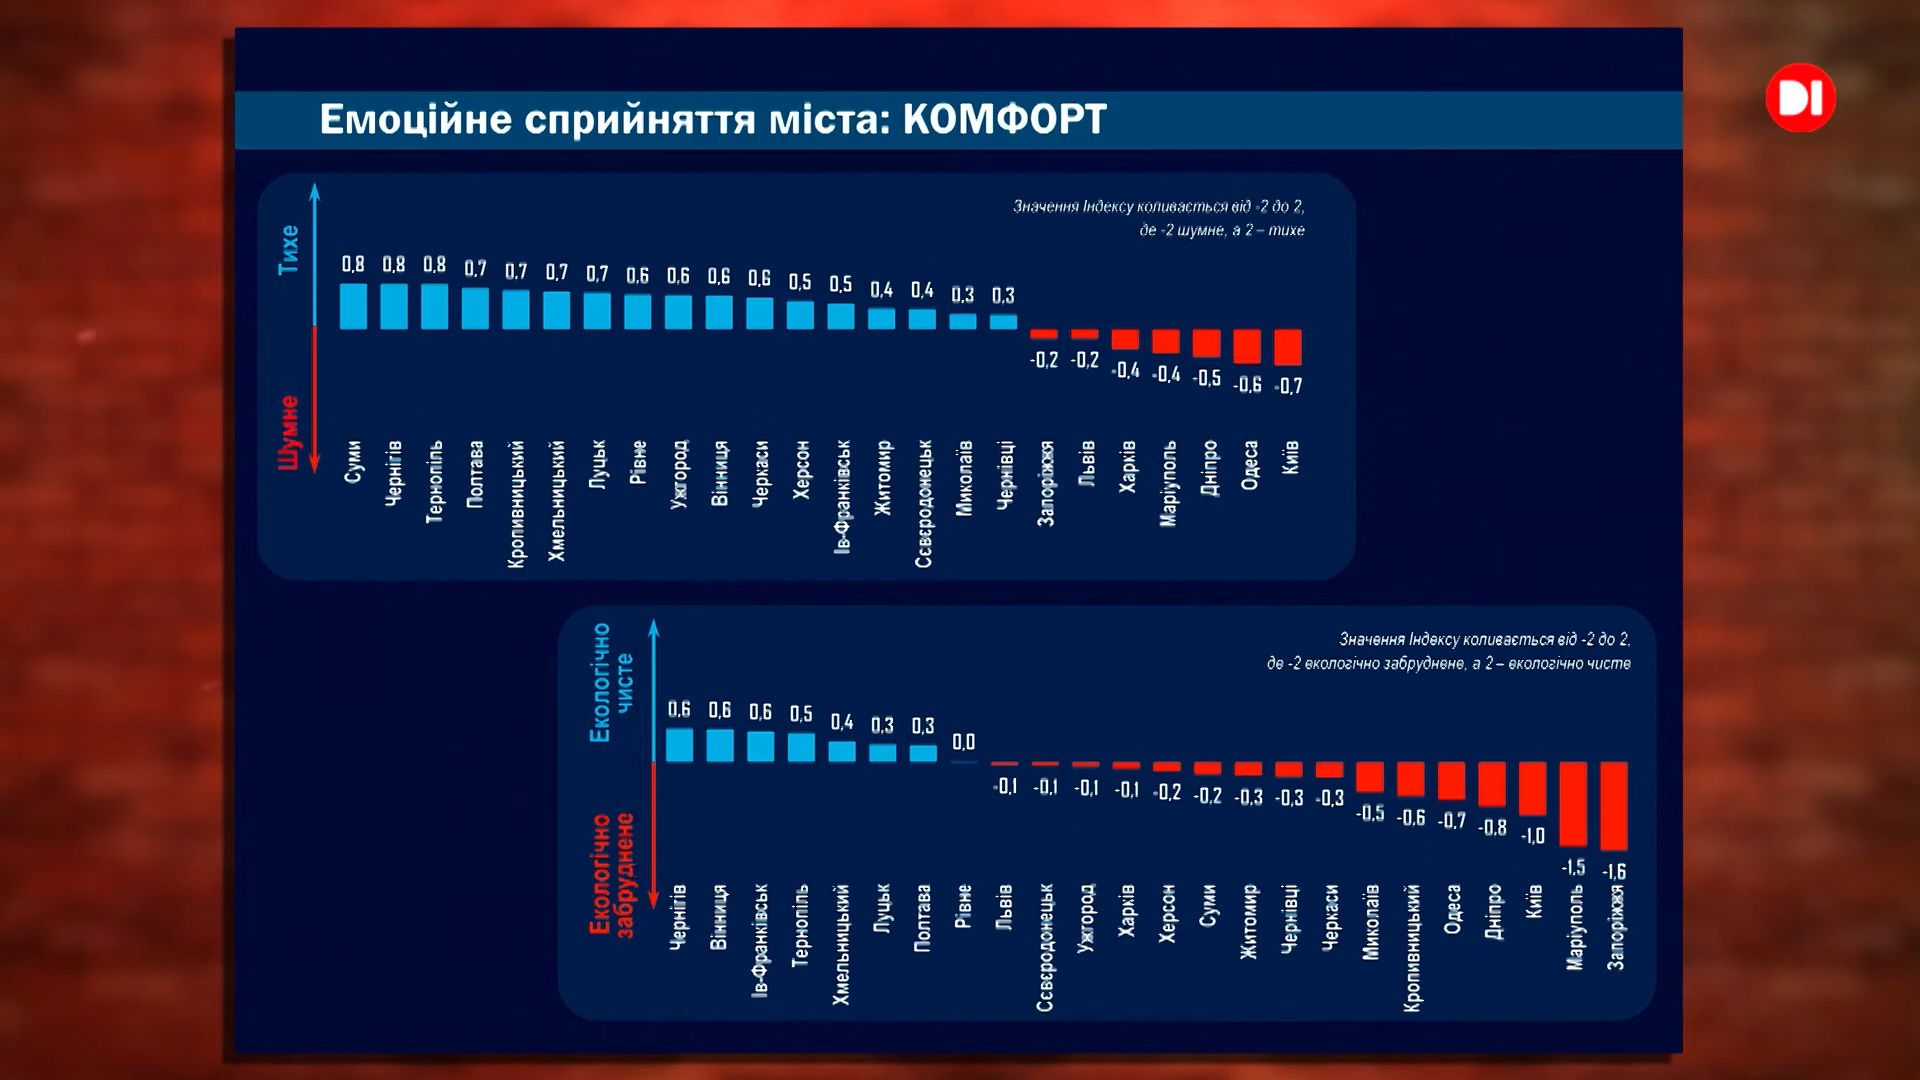 Емоційне сприйняття міста: КОМФОРТ
DI
Значення Індексу коливається від -2 до 2,
де -2 шумне, а 2 – тихе
Тихе
Шумне
0,8 0,8 0,8 0,7 0,7 0,7 0,7 0,6 0,6 0,6 0,6 0,5 0,5 0,4 0,4 0,3 0,3
-0,2 -0,2 -0,4 -0,4 -0,5 -0,6 -0,7
Суми
Чернігів
Тернопіль
Полтава
Кропивницький
Хмельницький
Луцьк
Рівне
Ужгород
Вінниця
Черкаси
Херсон
Ів-Франківськ
Житомир
Сєвєродонецьк
Миколаїв
Чернівці
Запоріжжя
Львів
Харків
Маріуполь
Дніпро
Одеса
Київ
Значення Індексу коливається від -2 до 2,
де -2 екологічно забруднене, а 2 – екологічно чисте
Екологічно
чисте
Екологічно
забруднене
0,6 0,6 0,6 0,5 0,4 0,3 0,3 0,0
-0,1 -0,1 -0,1 -0,1 -0,2 -0,2 -0,3 -0,3 -0,3 -0,5 -0,6 -0,7 -0,8 -1,0 -1,5 -1,6
Чернігів
Вінниця
Ів-Франківськ
Тернопіль
Хмельницький
Луцьк
Полтава
Рівне
Львів
Сєвєродонецьк
Ужгород
Харків
Херсон
Суми
Житомир
Чернівці
Черкаси
Миколаїв
Кропивницький
Одеса
Дніпро
Київ
Маріуполь
Запоріжжя